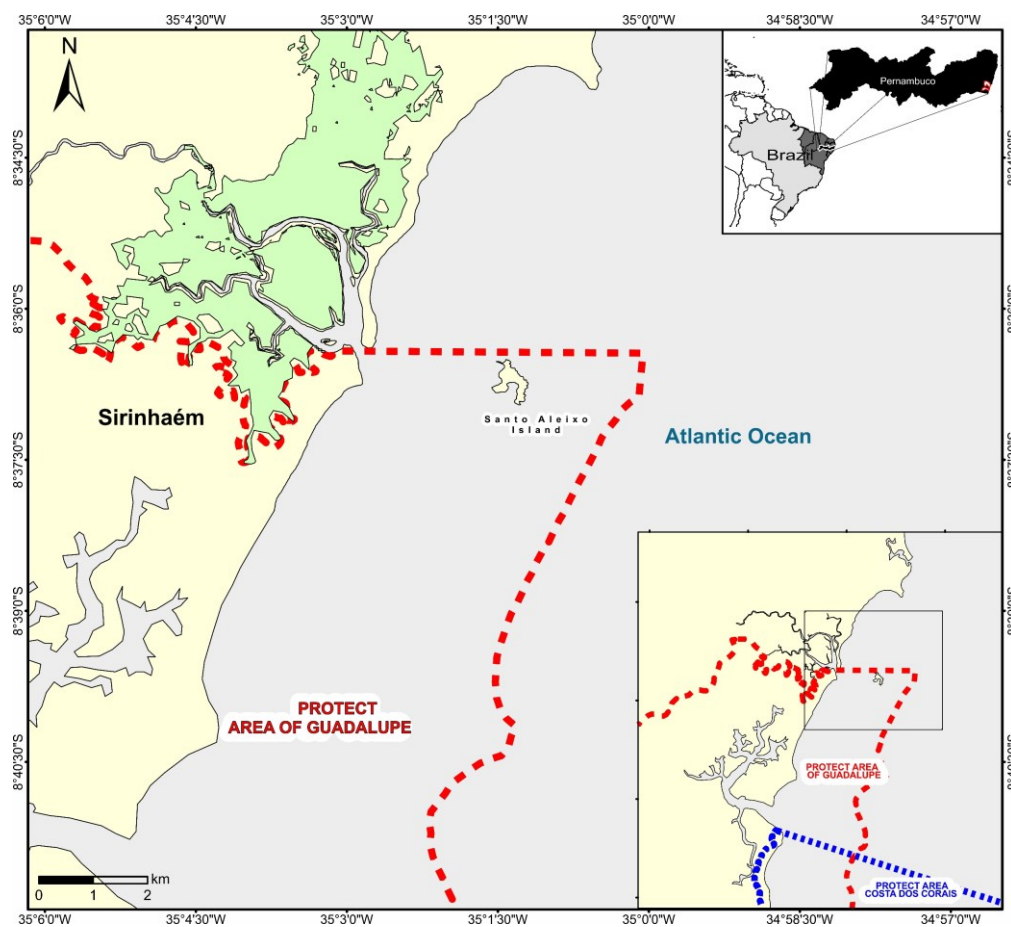 35°6'0"W 35°4'30"W 35°3'0"W 35°1'30"W 35°0'0"W 34°58'30"W 34°57'0"W
N
Pernambuco
Brazil
8°34'30"S
8°36'0"S
Sirinhaém
Santo Aleixo
Island
Atlantic Ocean
8°37'30"S
8°39'0"S
PROTECT
AREA OF GUADALUPE
8°40'30"S
PROTECT AREA
OF GUADALUPE
PROTECT AREA
COSTA DOS CORAIS
km
0 1 2
35°6'0"W 35°4'30"W 35°3'0"W 35°1'30"W 35°0'0"W 34°58'30"W 34°57'0"W